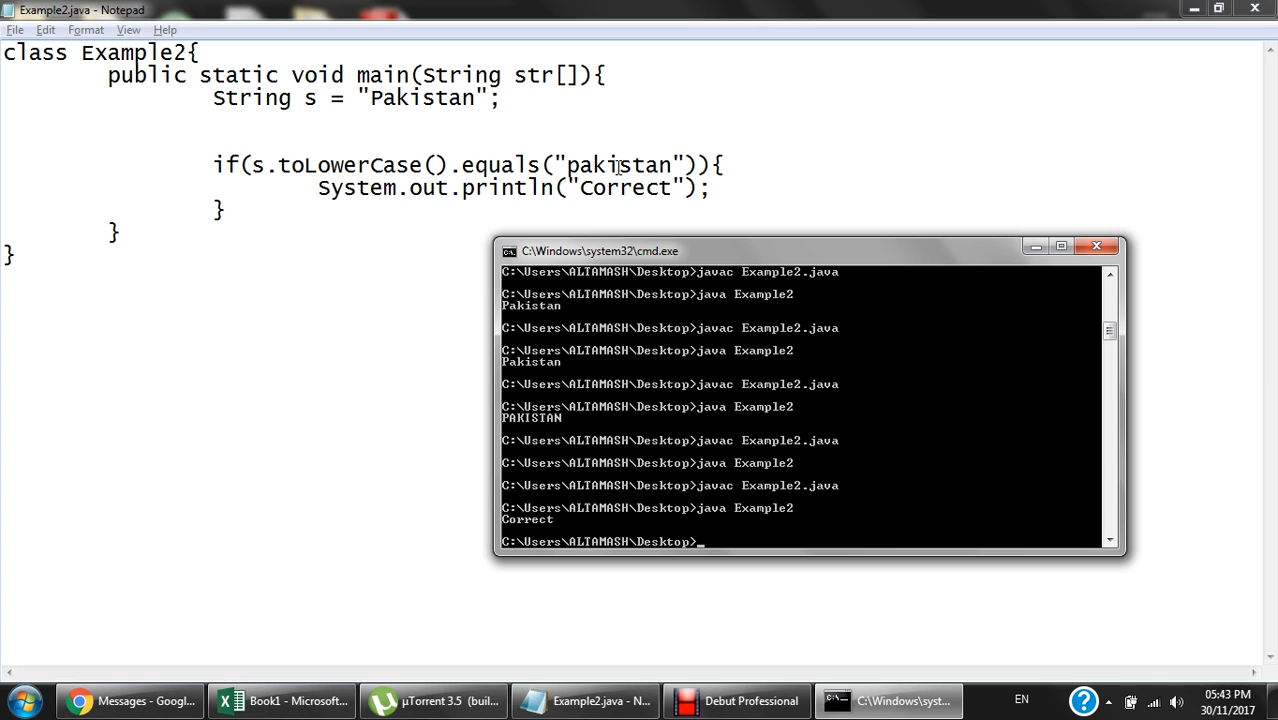 Example2.java - Notepad
File Edit Format View Help
class Example2{
public static void main(String str[]){
String s = "Pakistan";
if(s.toLowerCase().equals("pakistan")){
System.out.println("Correct");
}
}
}
C:\Windows\system32\cmd.exe
C:\Users\ALTAMASH\Desktop>javac Example2.java
C:\Users\ALTAMASH\Desktop>java Example2
Pakistan
C:\Users\ALTAMASH\Desktop>javac Example2.java
C:\Users\ALTAMASH\Desktop>java Example2
Pakistan
C:\Users\ALTAMASH\Desktop>javac Example2.java
C:\Users\ALTAMASH\Desktop>java Example2
PAKISTAN
C:\Users\ALTAMASH\Desktop>javac Example2.java
C:\Users\ALTAMASH\Desktop>java Example2
C:\Users\ALTAMASH\Desktop>javac Example2.java
C:\Users\ALTAMASH\Desktop>java Example2
Correct
C:\Users\ALTAMASH\Desktop>_
Messages - Googl... Book1 - Microsoft... µTorrent 3.5 (buil... Example2.java - N... Debut Professional C:\Windows\syst... EN 05:43 PM
30/11/2017